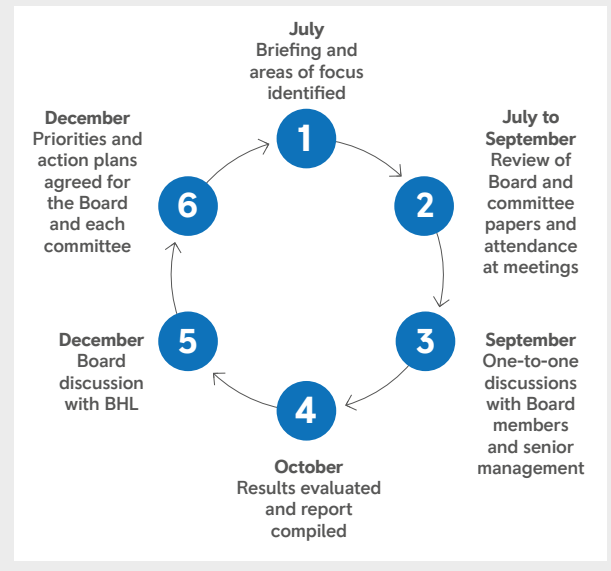 July
Briefing and
areas of focus
identified
1
July to
September
Review of
Board and
committee
papers and
attendance
at meetings
2
September
One-to-one
discussions
with Board
members
and senior
management
3
October
Results evaluated
and report
compiled
4
December
Board
discussion
with BHL
5
December
Priorities and
action plans
agreed for
the Board
and each
committee
6